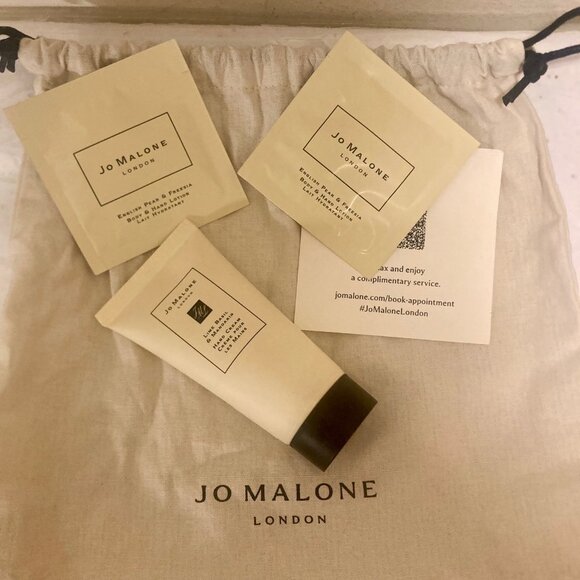 JO MALONE
LONDON
ENGLISH PEAR & FREESIA
BODY & HAND LOTION
LAIT HYDRATANT
JO MALONE
LONDON
ENGLISH PEAR & FREESIA
BODY & HAND LOTION
LAIT HYDRATANT
and enjoy
a complimentary service.
jomalone.com/book-appointment
#JoMaloneLondon
JO MALONE
LONDON
LIME BASIL
& MANDARIN
HAND CREAM
CRÈME POUR
LES MAINS
JO MALONE
LONDON